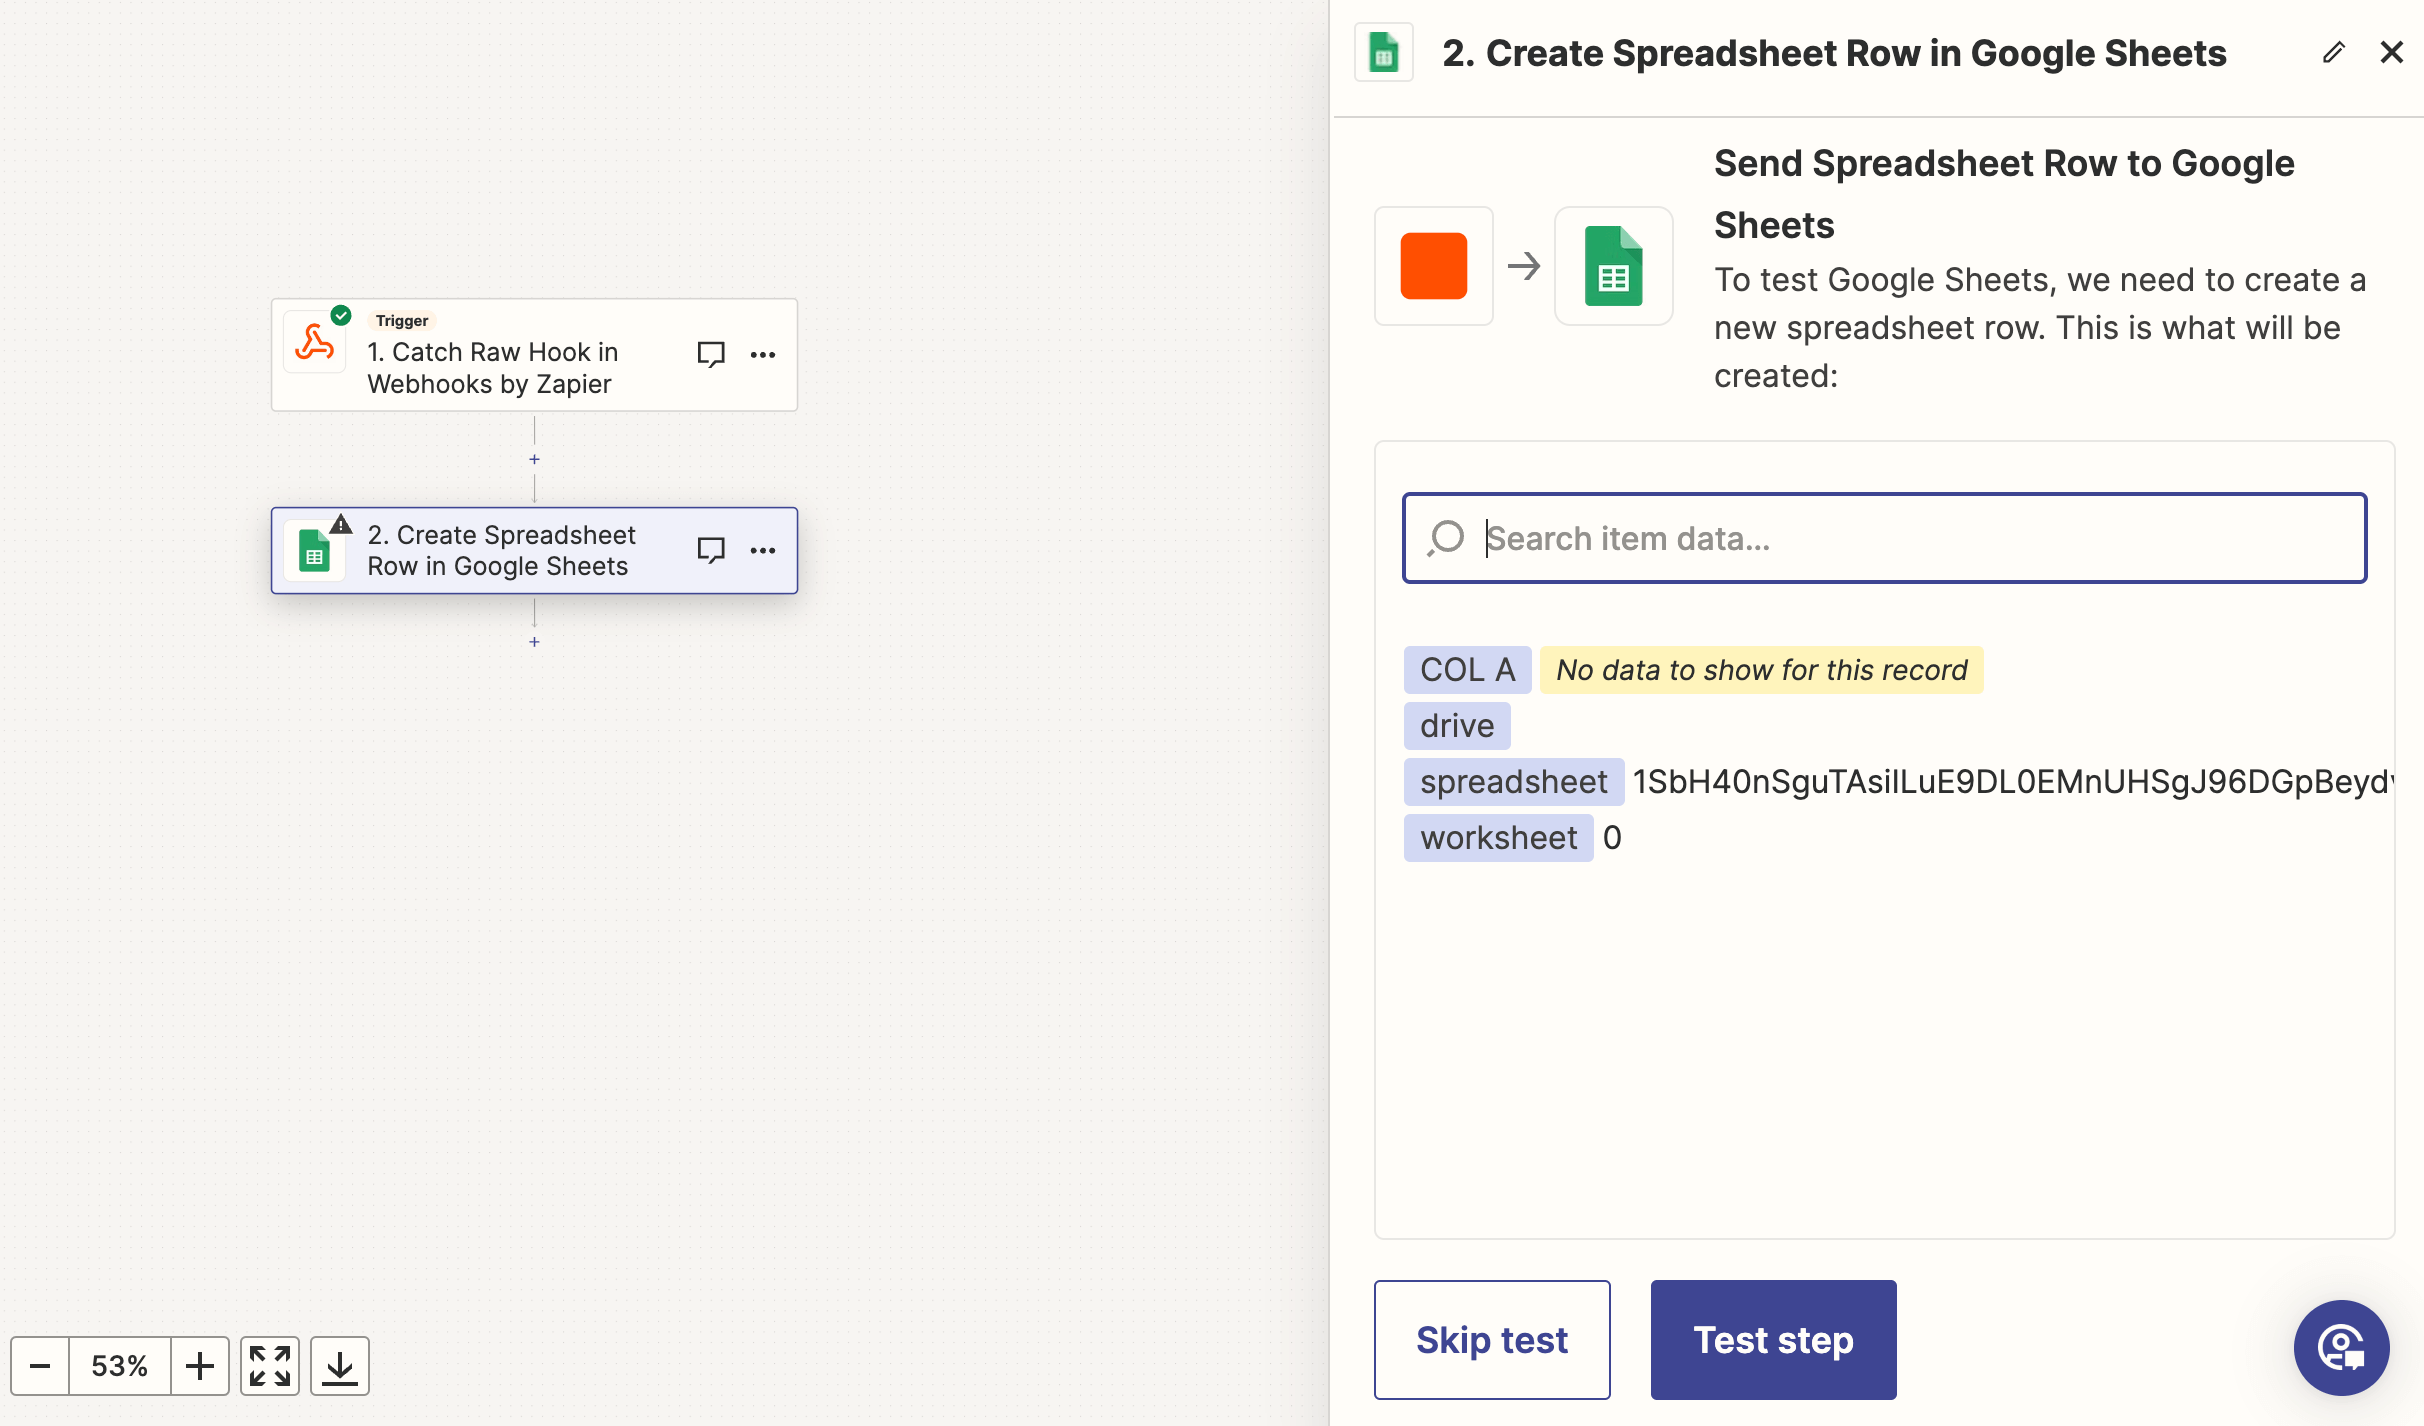 2. Create Spreadsheet Row in Google Sheets
Send Spreadsheet Row to Google
Sheets
To test Google Sheets, we need to create a
new spreadsheet row. This is what will be
created:
Trigger
1. Catch Raw Hook in
Webhooks by Zapier
2. Create Spreadsheet
Row in Google Sheets
Search item data...
COL A No data to show for this record
drive
spreadsheet 1SbH40nSguTAsiILuE9DL0EMnUHSgJ96DGpBeyd
worksheet 0
Skip test
Test step
53%